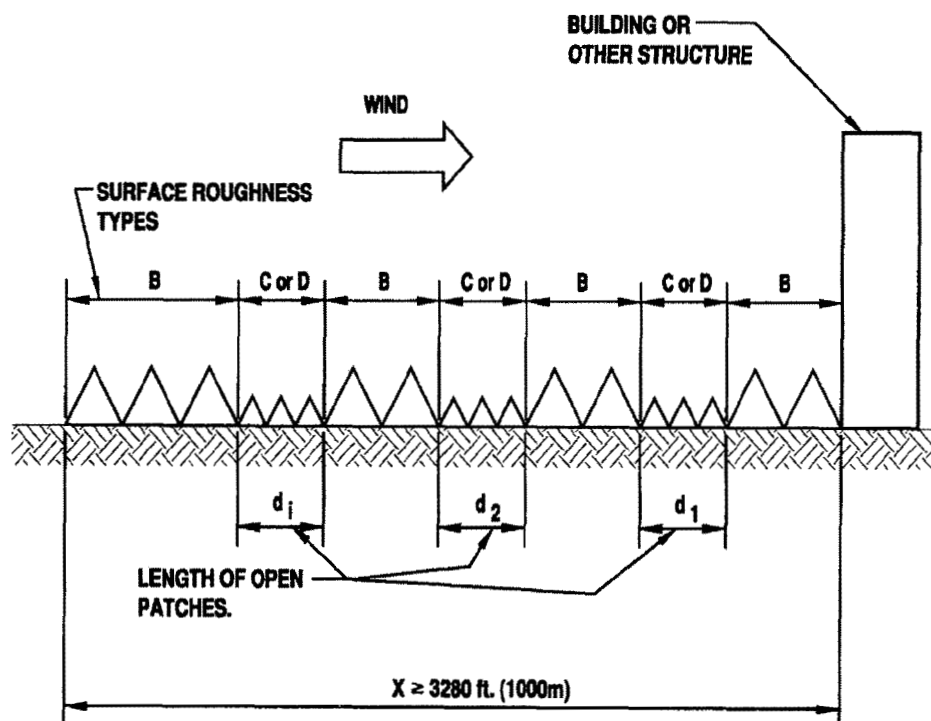 BUILDING OR
OTHER STRUCTURE
WIND
SURFACE ROUGHNESS
TYPES
B
C or D
B
C or D
B
C or D
B
d i
d 2
d 1
LENGTH OF OPEN
PATCHES.
X ≥ 3280 ft. (1000m)